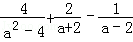 4/(a² - 4) + 2/(a+2) - 1/(a - 2)